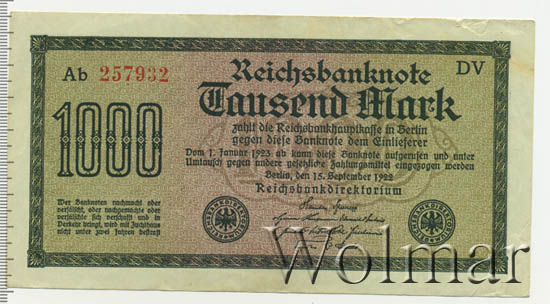 Ab 257932
DV
Reichsbanknote
Tausend Mark
1000
zahlt die Reichsbankhauptkasse in Berlin
gegen diese Banknote dem Einlieferer
Vom 1. Januar 1923 ab kann diese Banknote aufgerufen und unter
Umtausch gegen andere gesetzliche Zahlungsmittel eingezogen werden
Berlin, den 15. September 1922
Reichsbankdirektorium
Wer Banknoten nachmacht oder
verfälscht, oder nachgemachte oder
verfälschte sich verschafft und in
Verkehr bringt, wird mit Zuchthaus
nicht unter zwei Jahren bestraft
Wolmar